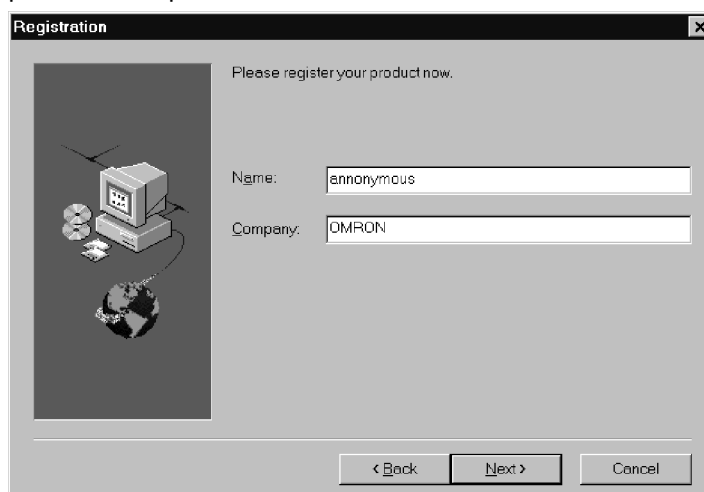 Registration
Please register your product now.
Name:
annonymous
Company:
OMRON
< Back
Next >
Cancel